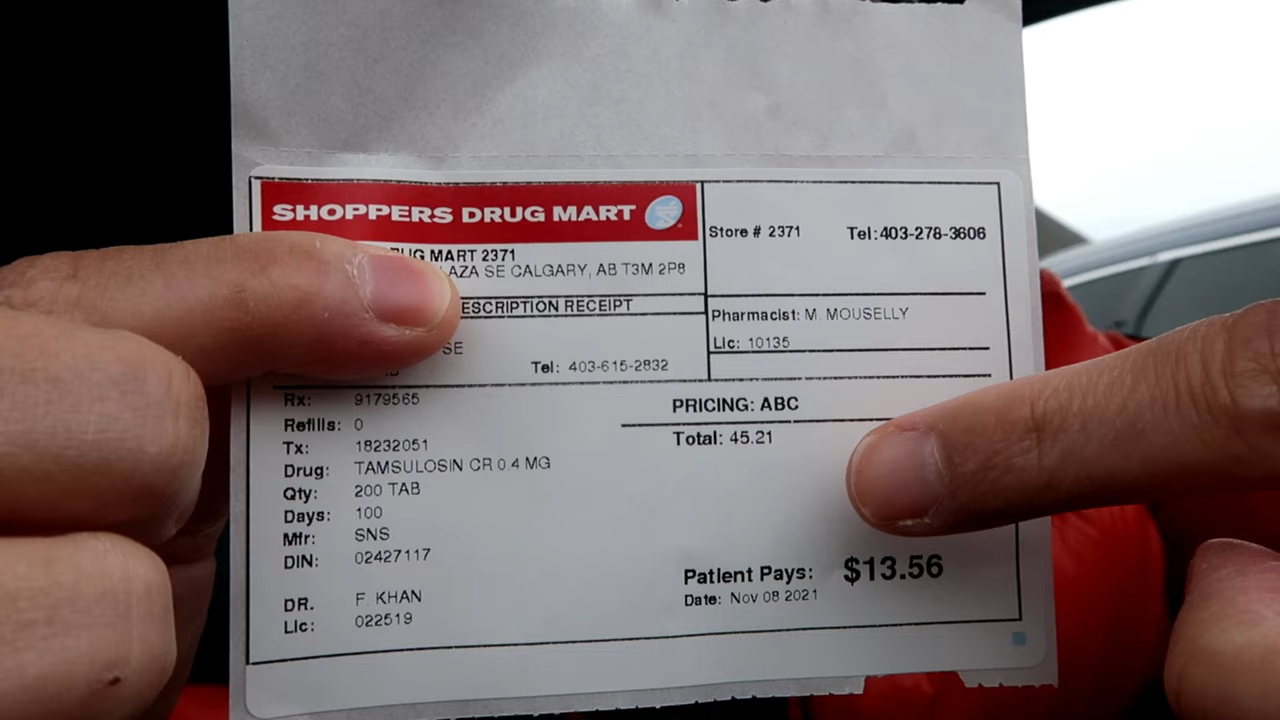 SHOPPERS DRUG MART
MART 2371
SE CALGARY, AB T3M 2P8
RECEIPT
SE
Tel: 403-615-2832
Store # 2371 Tel:403-278-3606
Pharmacist: M. MOUSELLY
Lic: 10135
Rx: 9179565
Refills: 0
Tx: 18232051
Drug: TAMSULOSIN CR 0.4 MG
Qty: 200 TAB
Days: 100
Mfr: SNS
DIN: 02427117
DR. F. KHAN
Lic: 022519
PRICING: ABC
Total: 45.21
Patient Pays: $13.56
Date: Nov 08 2021